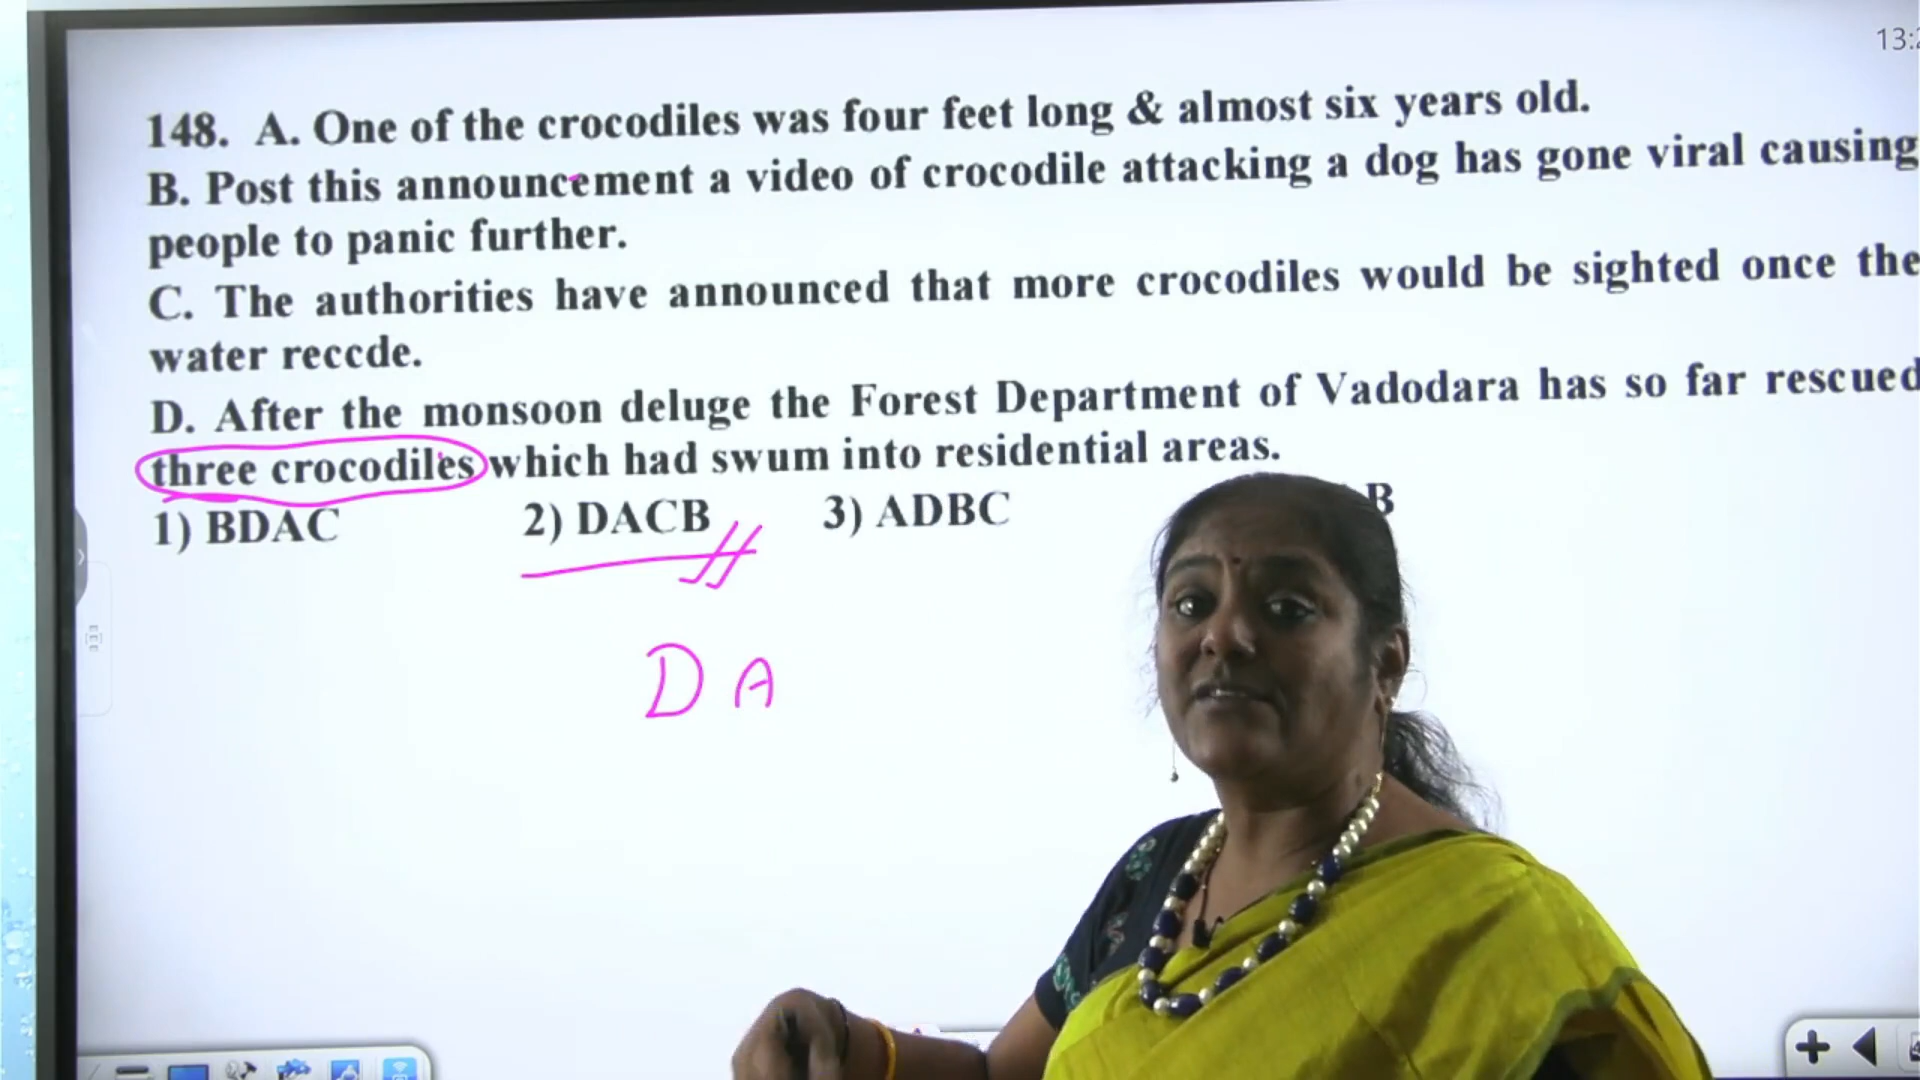 13:2
148. A. One of the crocodiles was four feet long & almost six years old.
B. Post this announcement a video of crocodile attacking a dog has gone viral causing
people to panic further.
C. The authorities have announced that more crocodiles would be sighted once the
water reccde.
D. After the monsoon deluge the Forest Department of Vadodara has so far rescued
three crocodiles which had swum into residential areas.
1) BDAC 2) DACB 3) ADBC B
D A